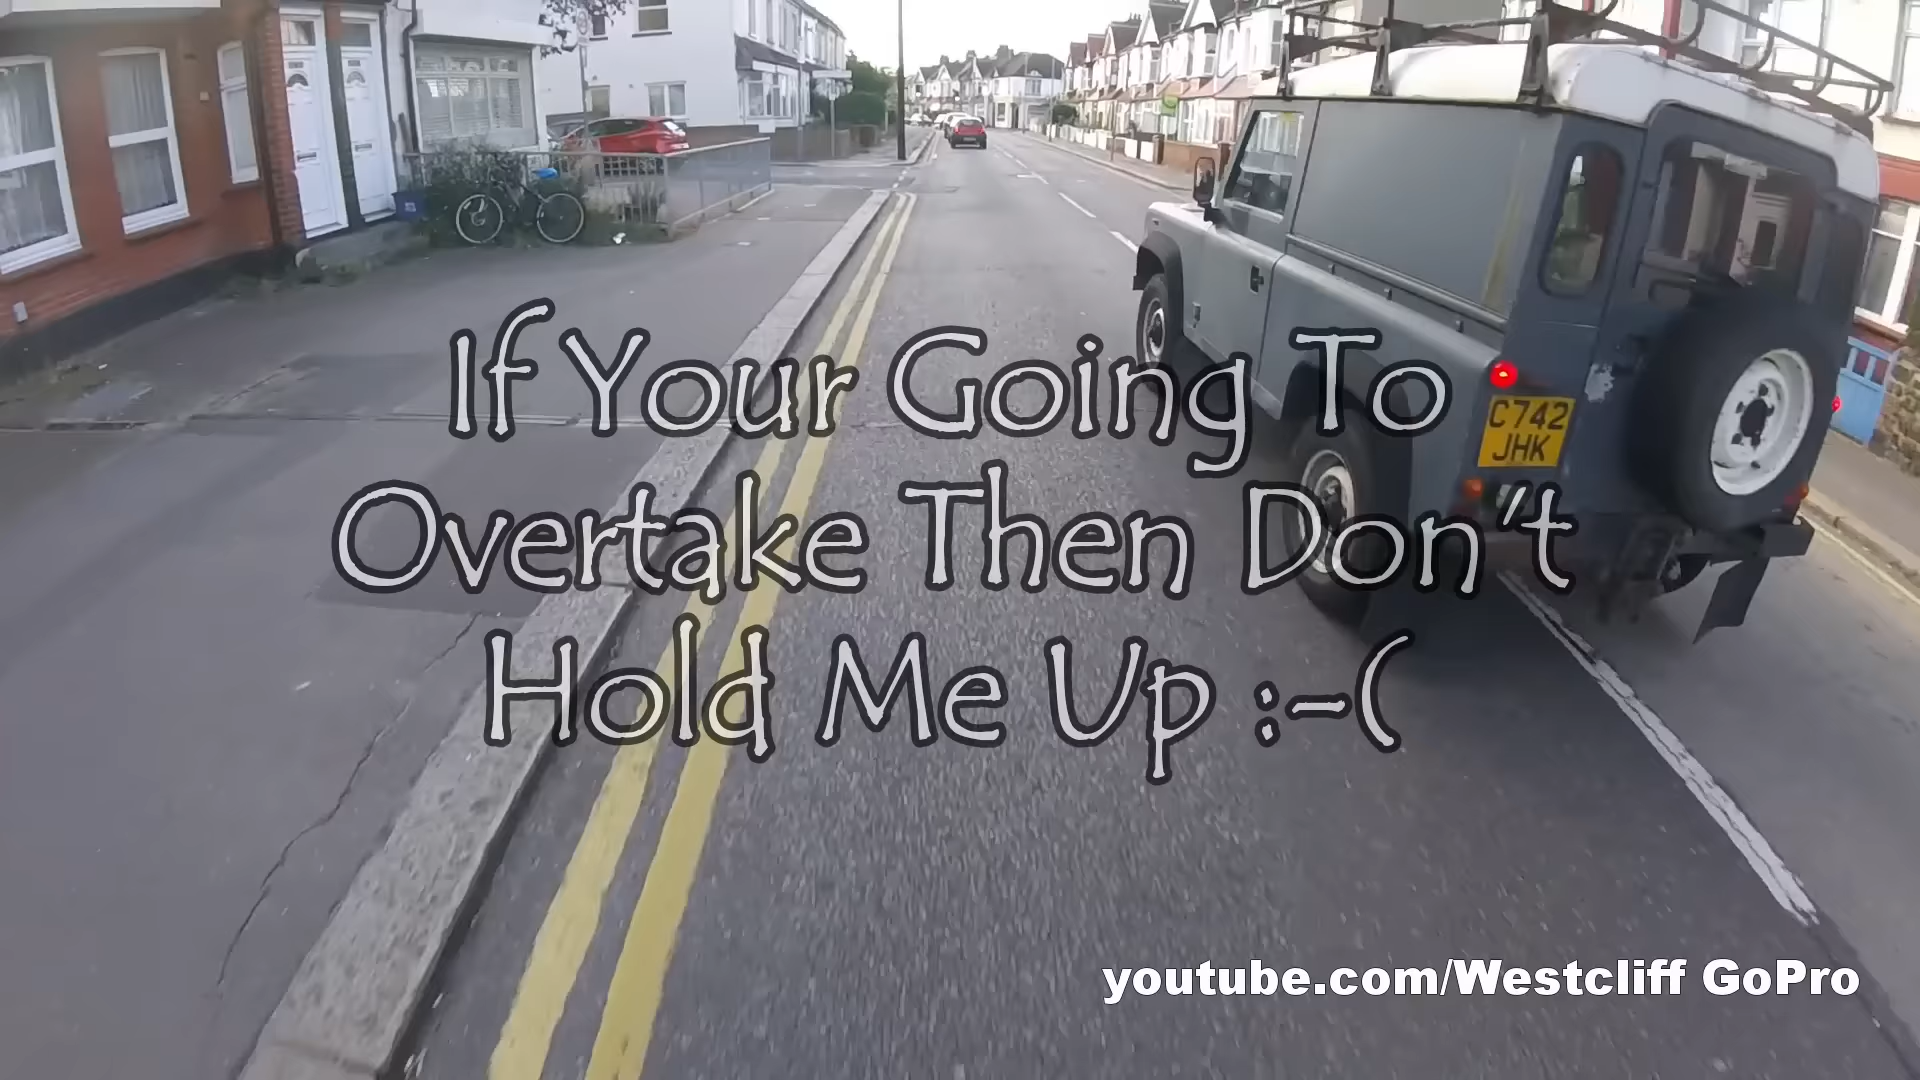 If Your Going To
Overtake Then Don't
Hold Me Up :-(
C742
JHK
youtube.com/Westcliff GoPro